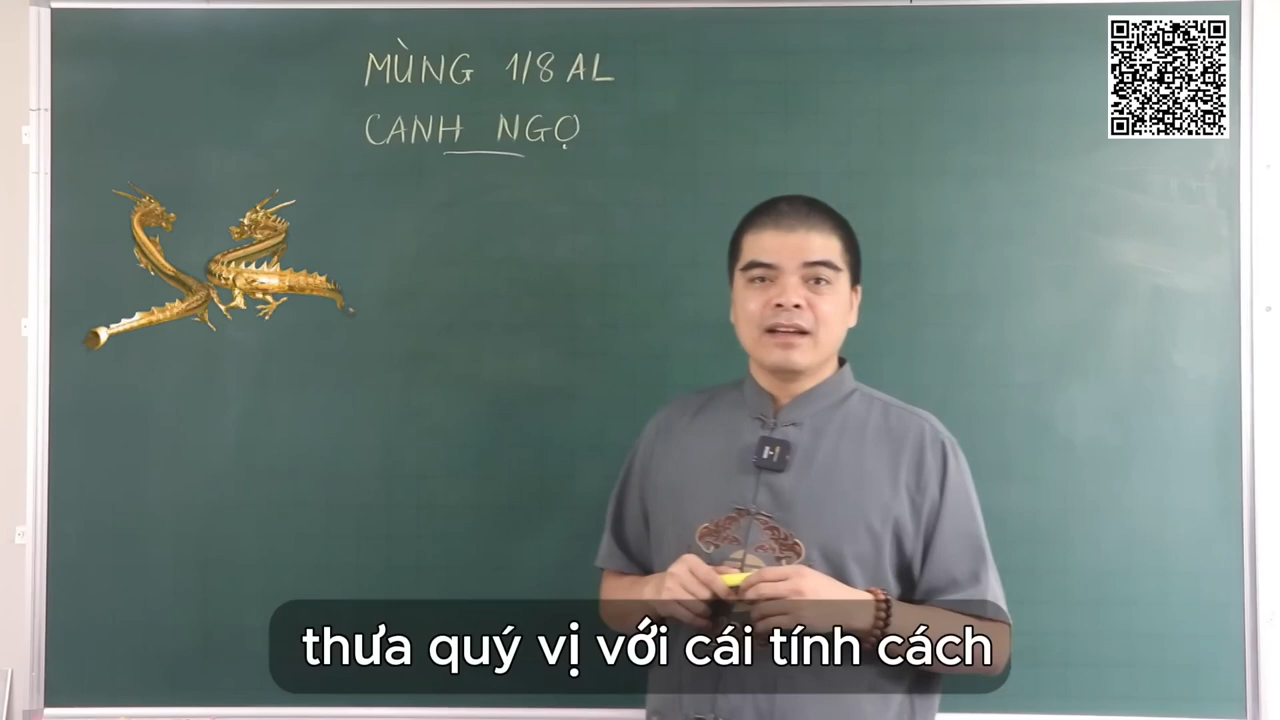 MÙNG 1/8 AL
CANH NGỌ
thưa quý vị với cái tính cách